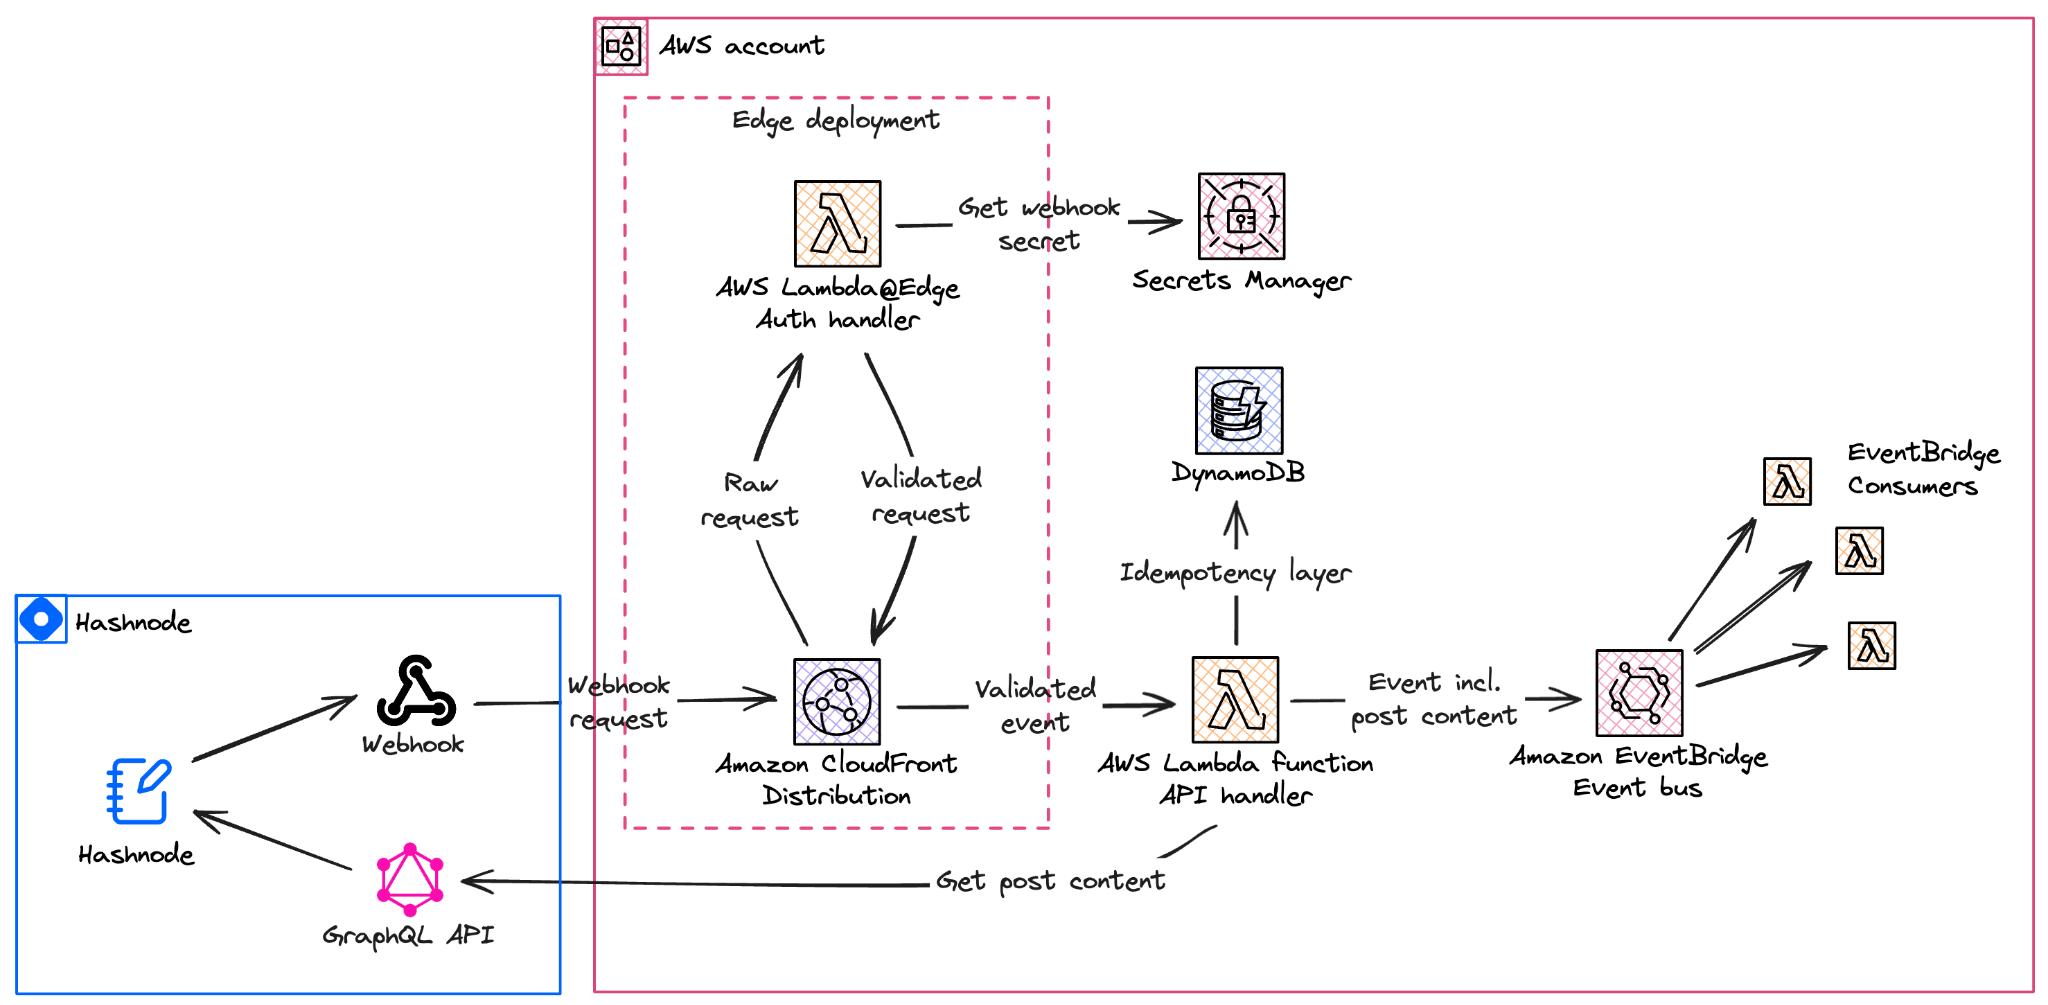 AWS account
Edge deployment
Get webhook
secret
Secrets Manager
AWS Lambda@Edge
Auth handler
Raw
request
Validated
request
DynamoDB
Idempotency layer
EventBridge
Consumers
Hashnode
Webhook
Webhook
request
Amazon CloudFront
Distribution
Validated
event
AWS Lambda function
API handler
Event incl.
post content
Amazon EventBridge
Event bus
Hashnode
GraphQL API
Get post content